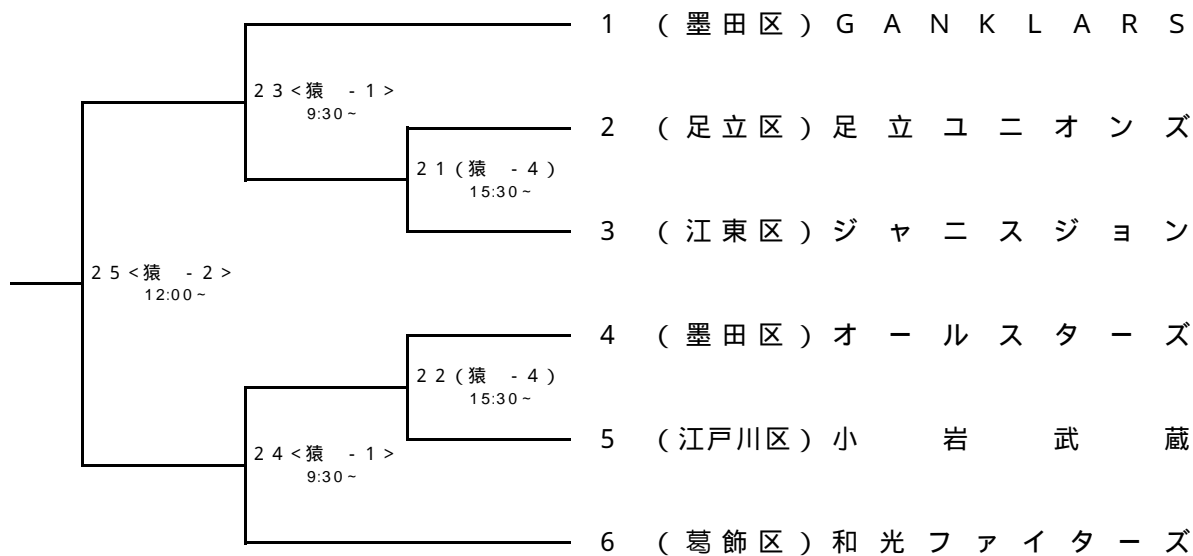 1 (墨田区) GANKLARS
23<猿 -1>
9:30~
2 (足立区) 足立ユニオンズ
21(猿 -4)
15:30~
3 (江東区) ジャニスジョン
25<猿 -2>
12:00~
4 (墨田区) オールスターズ
22(猿 -4)
15:30~
5 (江戸川区) 小岩武蔵
24<猿 -1>
9:30~
6 (葛飾区) 和光ファイターズ